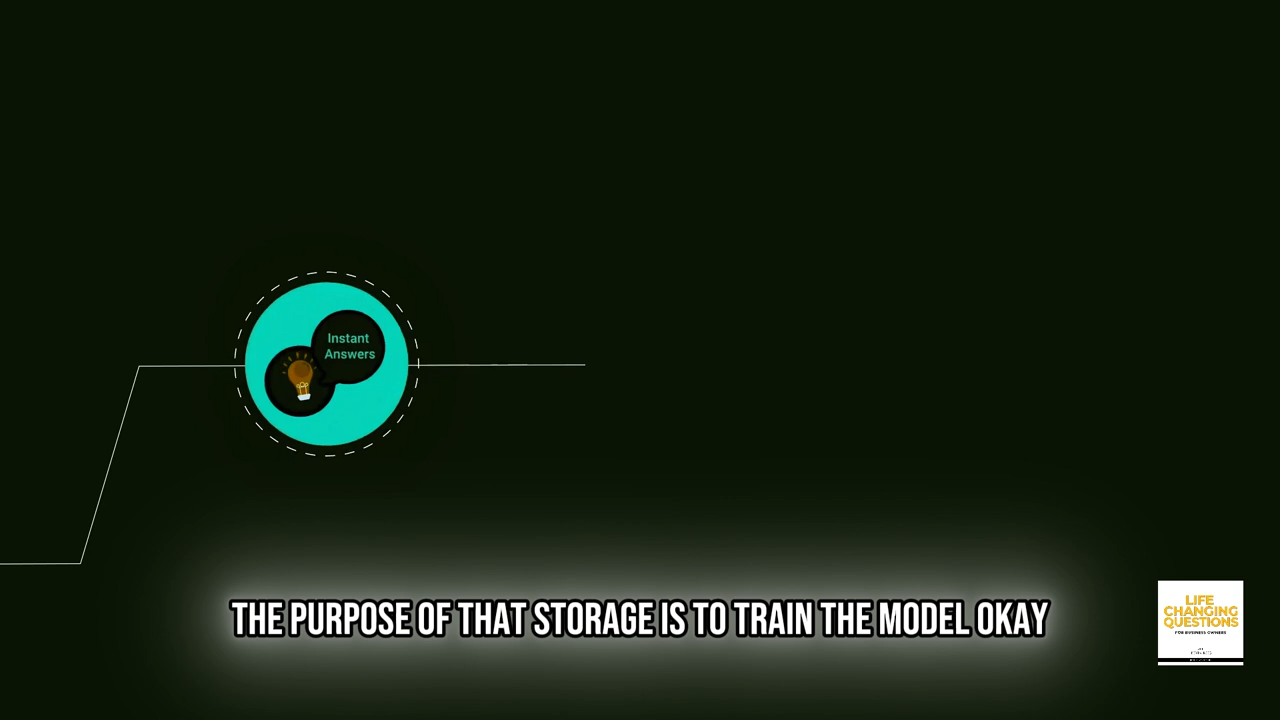 Instant
Answers
THE PURPOSE OF THAT STORAGE IS TO TRAIN THE MODEL OKAY
LIFE
CHANGING
QUESTIONS
FOR BUSINESS OWNERS